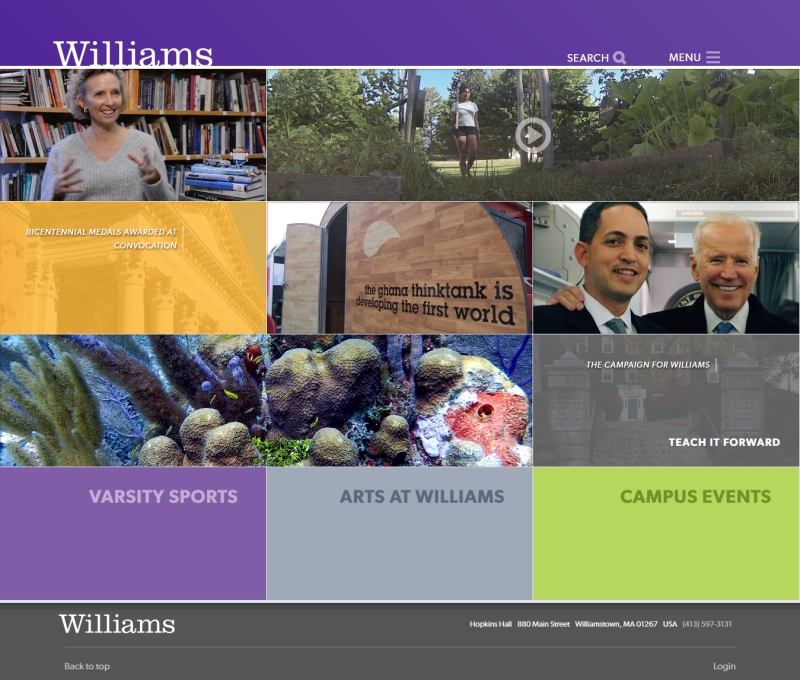 Williams
SEARCH
MENU
BICENTENNIAL MEDALS AWARDED AT
CONVOCATION
the ghana thinktank is
developing the first world
THE CAMPAIGN FOR WILLIAMS
TEACH IT FORWARD
VARSITY SPORTS
ARTS AT WILLIAMS
CAMPUS EVENTS
Williams
Hopkins Hall 880 Main Street Williamstown, MA 01267 USA (413) 597-3131
Back to top
Login